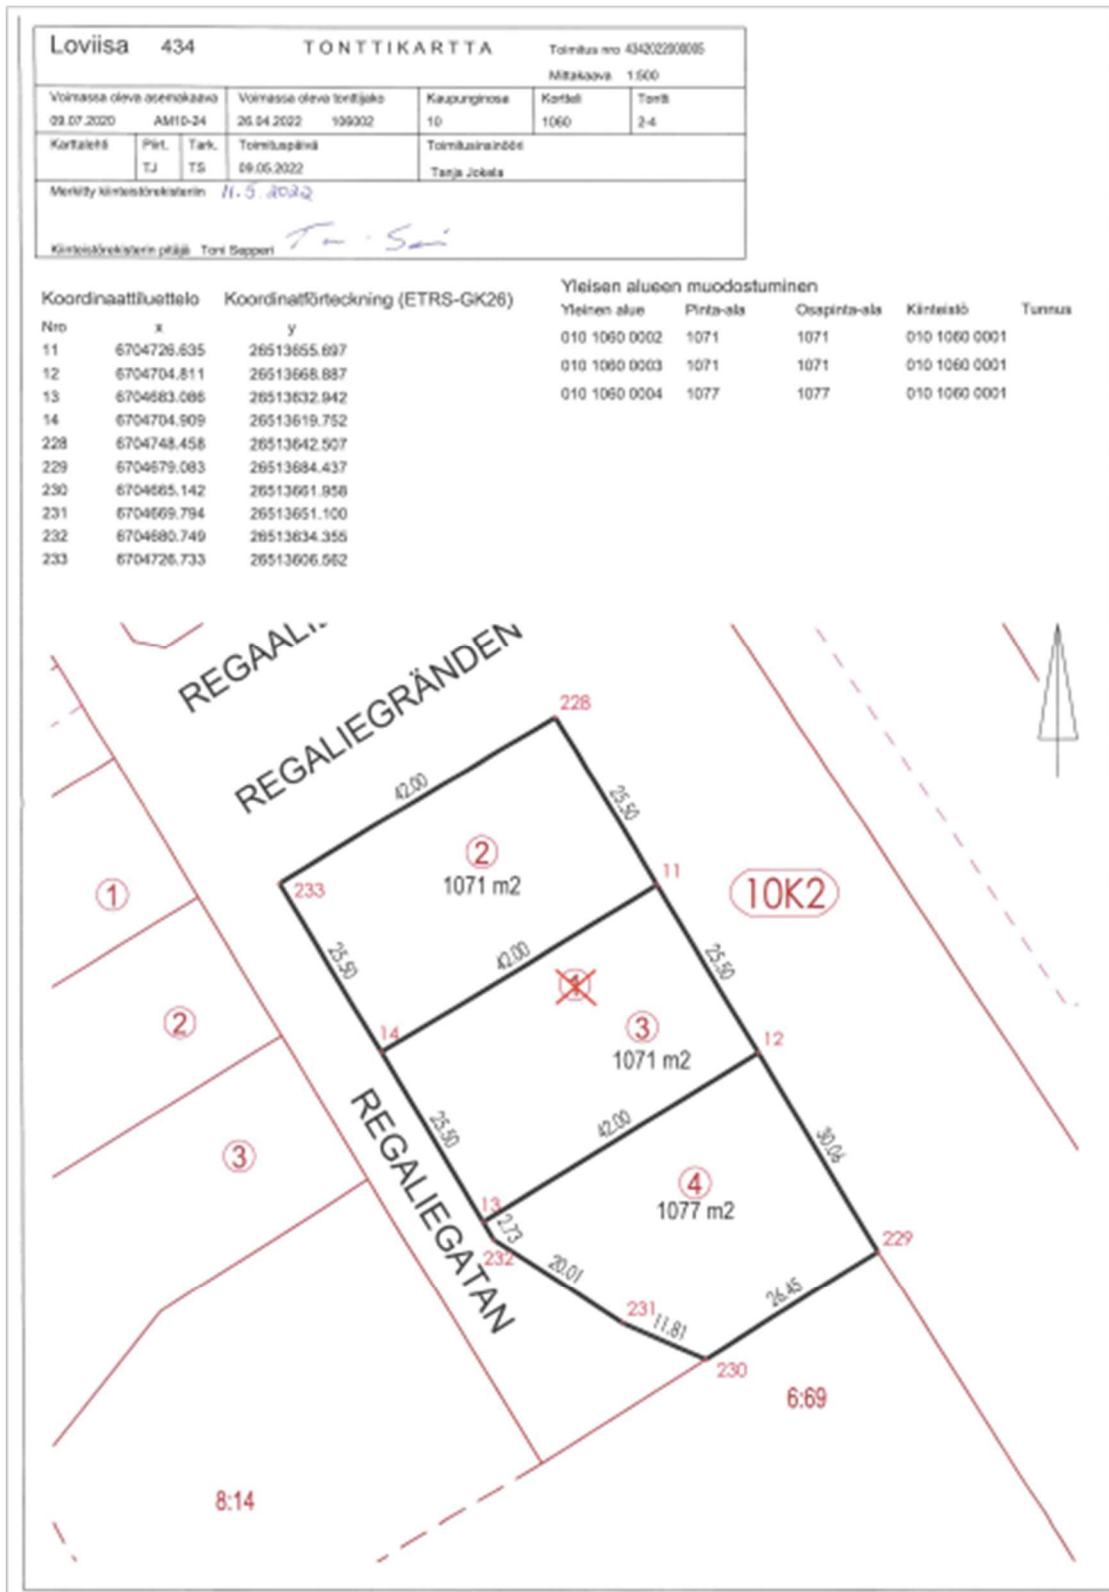 Loviisa 434 TONTTIKARTTA Toimitus nro 4342022000005
Mittakaava 1:500
Voimassa oleva asemakaava Voimassa oleva tonttijako Kaupunginosa Kortteli Tontti
09.07.2020 AM10-24 26.04.2022 106002 10 1060 2-4
Karttalehti Piirt. Tark. Toimituspäivä Toimitusinsinööri
TJ TS 09.05.2022 Tanja Jokela
Merkitty kiinteistörekisteriin 11.5.2022
Kiinteistörekisterin pitäjä Toni Sepperi
Koordinaattiluettelo Koordinatförteckning (ETRS-GK26)
Nro x y
11 6704726.635 26513655.697
12 6704704.811 26513668.887
13 6704683.086 26513632.942
14 6704704.909 26513619.752
228 6704748.458 26513642.507
229 6704679.083 26513684.437
230 6704665.142 26513661.958
231 6704669.794 26513651.100
232 6704680.749 26513634.355
233 6704726.733 26513606.562
Yleisen alueen muodostuminen
Yleinen alue Pinta-ala Osapinta-ala Kiinteistö Tunnus
010 1060 0002 1071 1071 010 1060 0001
010 1060 0003 1071 1071 010 1060 0001
010 1060 0004 1077 1077 010 1060 0001
REGALIEGRÄNDEN
228
42.00
25.50
2
1071 m2
233
11
10K2
1
25.50
42.00
25.50
1
2
14
3
1071 m2
12
REGALIEGATAN
25.50
42.00
30.06
3
4
1077 m2
13
2.73
232
229
20.01
26.45
231
11.81
230
6:69
8:14